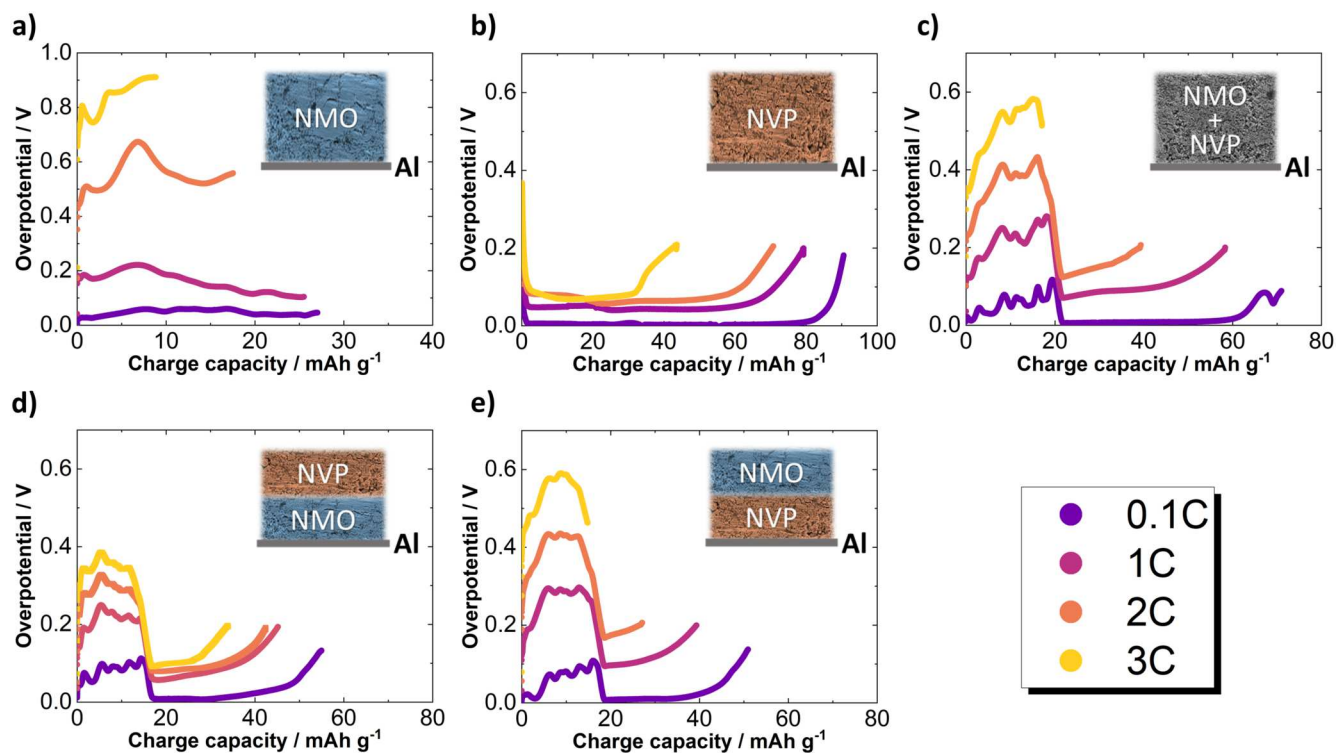 a)
Overpotential / V
1.0
0.8
0.6
0.4
0.2
0.0
0 10 20 30 40
Charge capacity / mAh g⁻¹
NMO
Al
b)
Overpotential / V
0.6
0.4
0.2
0.0
0 20 40 60 80 100
Charge capacity / mAh g⁻¹
NVP
Al
c)
Overpotential / V
0.6
0.4
0.2
0.0
0 20 40 60 80
Charge capacity / mAh g⁻¹
NMO
+
NVP
Al
d)
Overpotential / V
0.6
0.4
0.2
0.0
0 20 40 60 80
Charge capacity / mAh g⁻¹
NVP
NMO
Al
e)
Overpotential / V
0.6
0.4
0.2
0.0
0 20 40 60 80
Charge capacity / mAh g⁻¹
NMO
NVP
Al
0.1C
1C
2C
3C